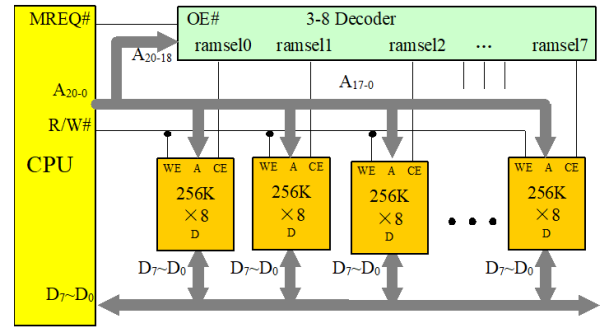 MREQ#
OE# 3-8 Decoder
ramsel0 ramsel1 ramsel2 ... ramsel7
A20-18
A20-0
A17-0
R/W#
CPU
WE A CE WE A CE WE A CE WE A CE
256K 256K 256K 256K
×8 ×8 ×8 ×8
D D D D
D7~D0 D7~D0 D7~D0 D7~D0
D7~D0